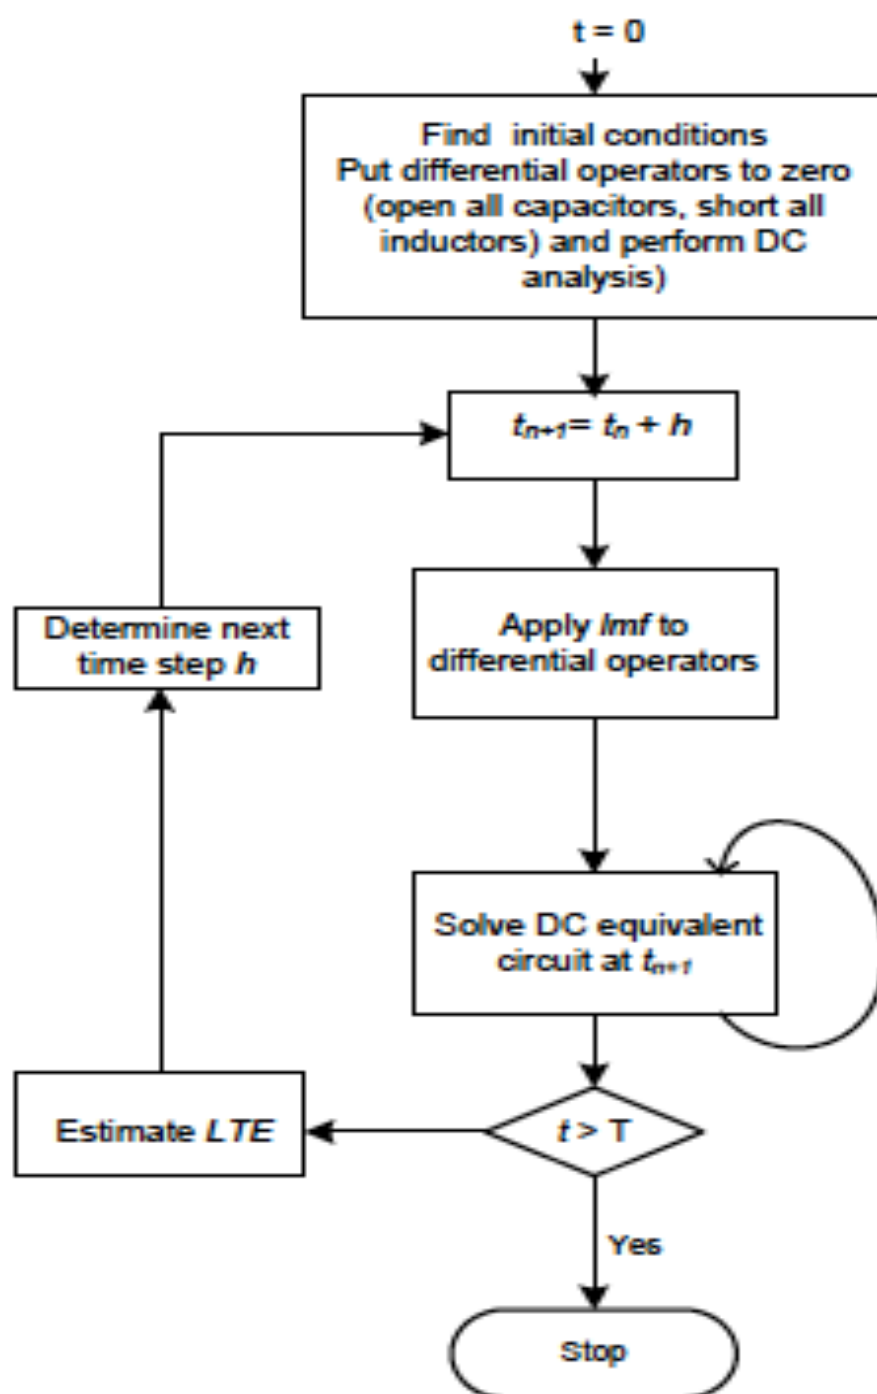 t = 0
Find initial conditions
Put differential operators to zero
(open all capacitors, short all
inductors) and perform DC
analysis)
tₙ₊₁= tₙ + h
Apply lmf to
differential operators
Determine next
time step h
Solve DC equivalent
circuit at tₙ₊₁
Estimate LTE
t > T
Yes
Stop